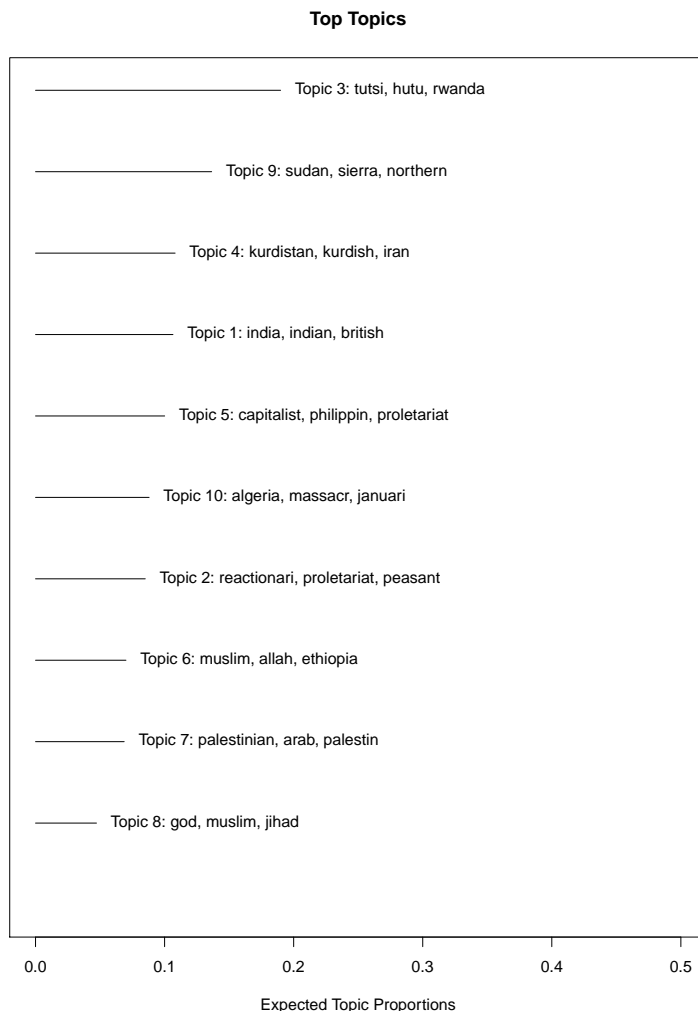 Top Topics
Topic 3: tutsi, hutu, rwanda
Topic 9: sudan, sierra, northern
Topic 4: kurdistan, kurdish, iran
Topic 1: india, indian, british
Topic 5: capitalist, philippin, proletariat
Topic 10: algeria, massacr, januari
Topic 2: reactionari, proletariat, peasant
Topic 6: muslim, allah, ethiopia
Topic 7: palestinian, arab, palestin
Topic 8: god, muslim, jihad
0.0 0.1 0.2 0.3 0.4 0.5
Expected Topic Proportions